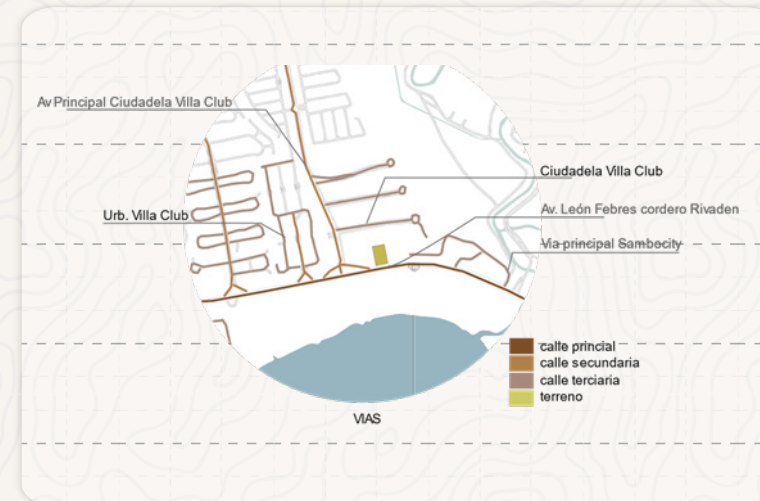 Av Principal Ciudadela Villa Club
Ciudadela Villa Club
Urb. Villa Club
Av. León Febres cordero Rivaden
Via principal Sambocity
calle princial
calle secundaria
calle terciaria
terreno
VIAS